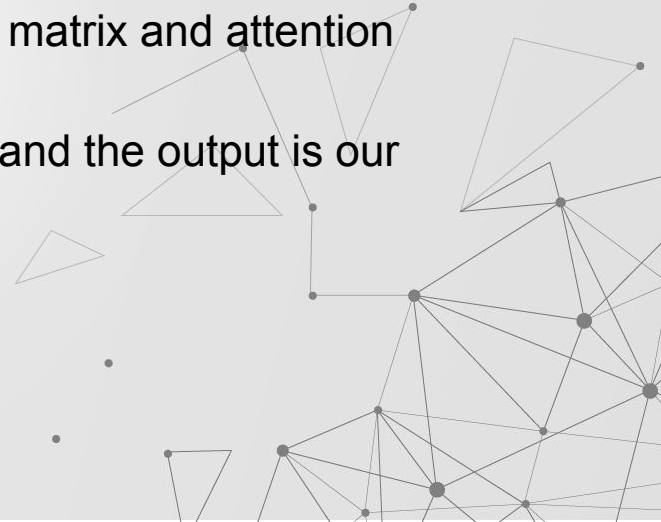 matrix and attention
and the output is our